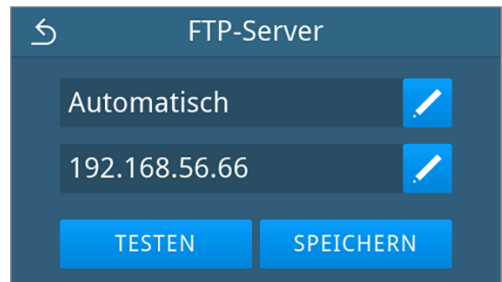 FTP-Server
Automatisch
192.168.56.66
TESTEN SPEICHERN